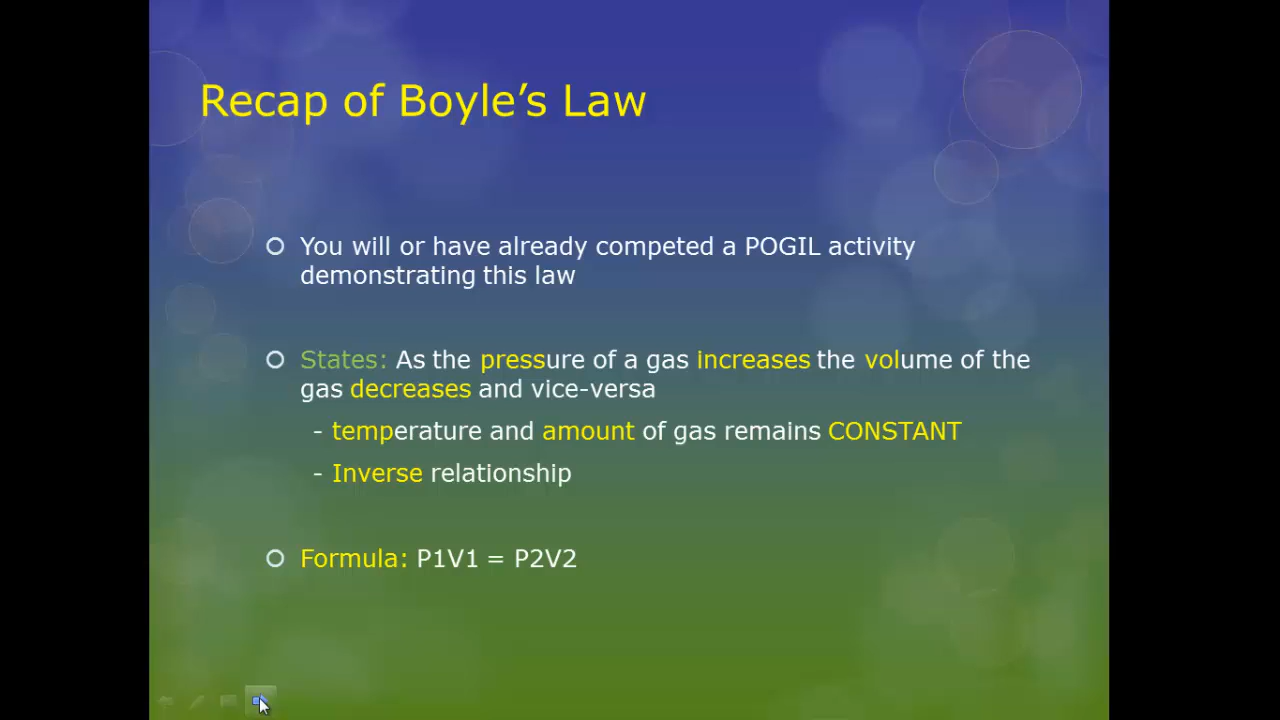 Recap of Boyle’s Law
You will or have already competed a POGIL activity
demonstrating this law
States: As the pressure of a gas increases the volume of the
gas decreases and vice-versa
- temperature and amount of gas remains CONSTANT
- Inverse relationship
Formula: P1V1 = P2V2